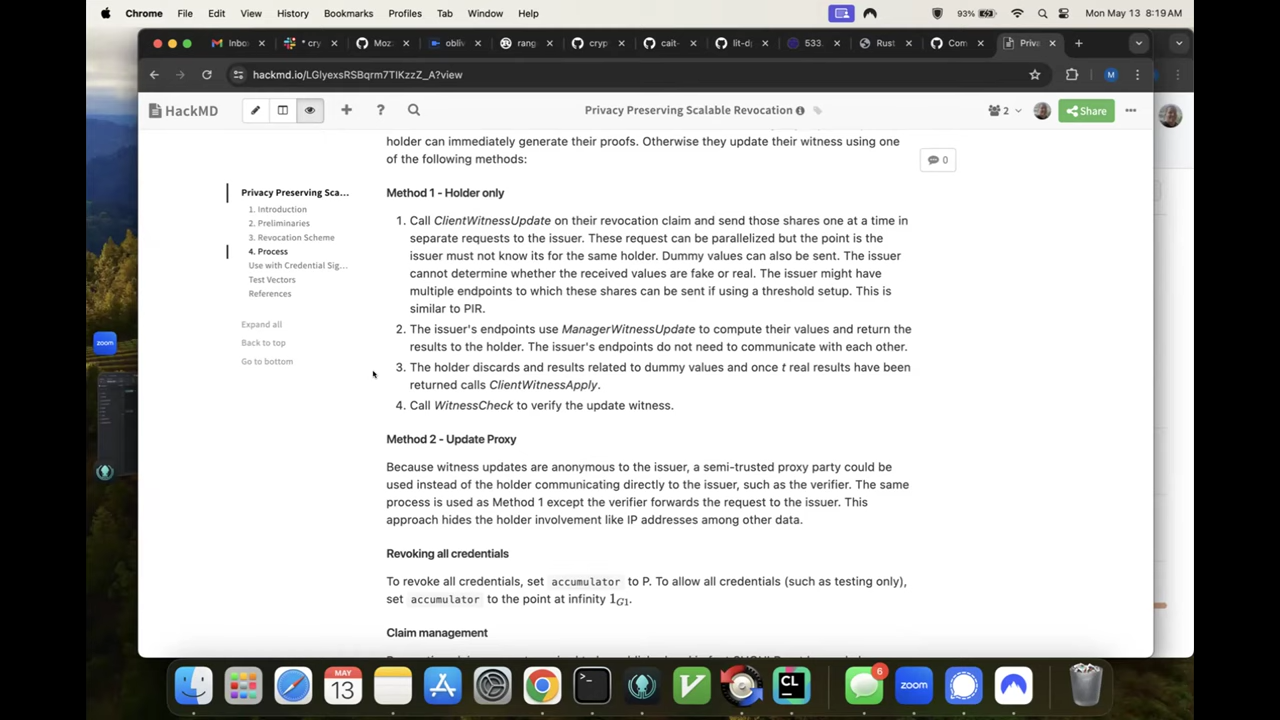 Chrome File Edit View History Bookmarks Profiles Tab Window Help 93% Mon May 13 8:19 AM
Inbo * cry Moz obliv rang cryp cait- lit-d 533. Rust Com Priva
hackmd.io/LGlyexsRSBqrm7TlKzzZ_A?view M
HackMD Privacy Preserving Scalable Revocation 2 Share
holder can immediately generate their proofs. Otherwise they update their witness using one
of the following methods:
0
Privacy Preserving Sca...
1. Introduction
2. Preliminaries
3. Revocation Scheme
4. Process
Use with Credential Sig...
Test Vectors
References
Expand all
Back to top
Go to bottom
Method 1 - Holder only
1. Call ClientWitnessUpdate on their revocation claim and send those shares one at a time in
separate requests to the issuer. These request can be parallelized but the point is the
issuer must not know its for the same holder. Dummy values can also be sent. The issuer
cannot determine whether the received values are fake or real. The issuer might have
multiple endpoints to which these shares can be sent if using a threshold setup. This is
similar to PIR.
2. The issuer's endpoints use ManagerWitnessUpdate to compute their values and return the
results to the holder. The issuer's endpoints do not need to communicate with each other.
3. The holder discards and results related to dummy values and once t real results have been
returned calls ClientWitnessApply.
4. Call WitnessCheck to verify the update witness.
Method 2 - Update Proxy
Because witness updates are anonymous to the issuer, a semi-trusted proxy party could be
used instead of the holder communicating directly to the issuer, such as the verifier. The same
process is used as Method 1 except the verifier forwards the request to the issuer. This
approach hides the holder involvement like IP addresses among other data.
Revoking all credentials
To revoke all credentials, set accumulator to P. To allow all credentials (such as testing only),
set accumulator to the point at infinity 1G1.
Claim management
zoom
MAY
13
CL
6
zoom